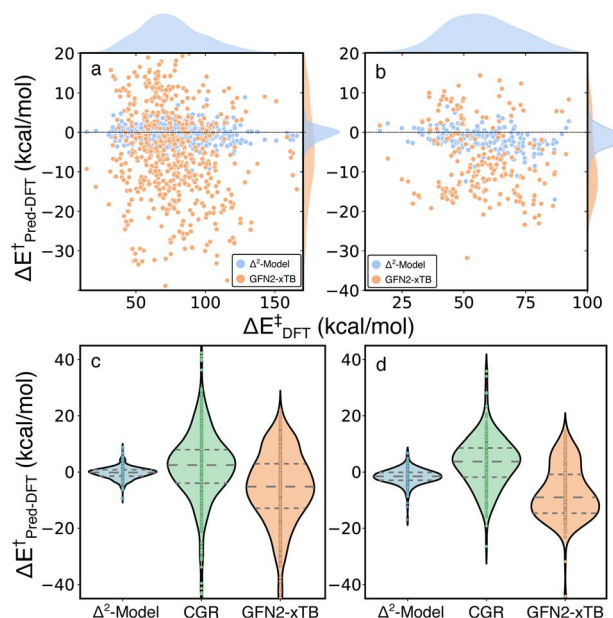 a
b
20
10
0
−10
−20
−30
ΔE†Pred-DFT (kcal/mol)
Δ²-Model
GFN2-xTB
50
100
150
20
10
0
−10
−20
−30
−40
Δ²-Model
GFN2-xTB
25
50
75
100
ΔE‡DFT (kcal/mol)
c
d
40
20
0
−20
−40
ΔE†Pred-DFT (kcal/mol)
Δ²-Model
CGR
GFN2-xTB
40
20
0
−20
−40
Δ²-Model
CGR
GFN2-xTB